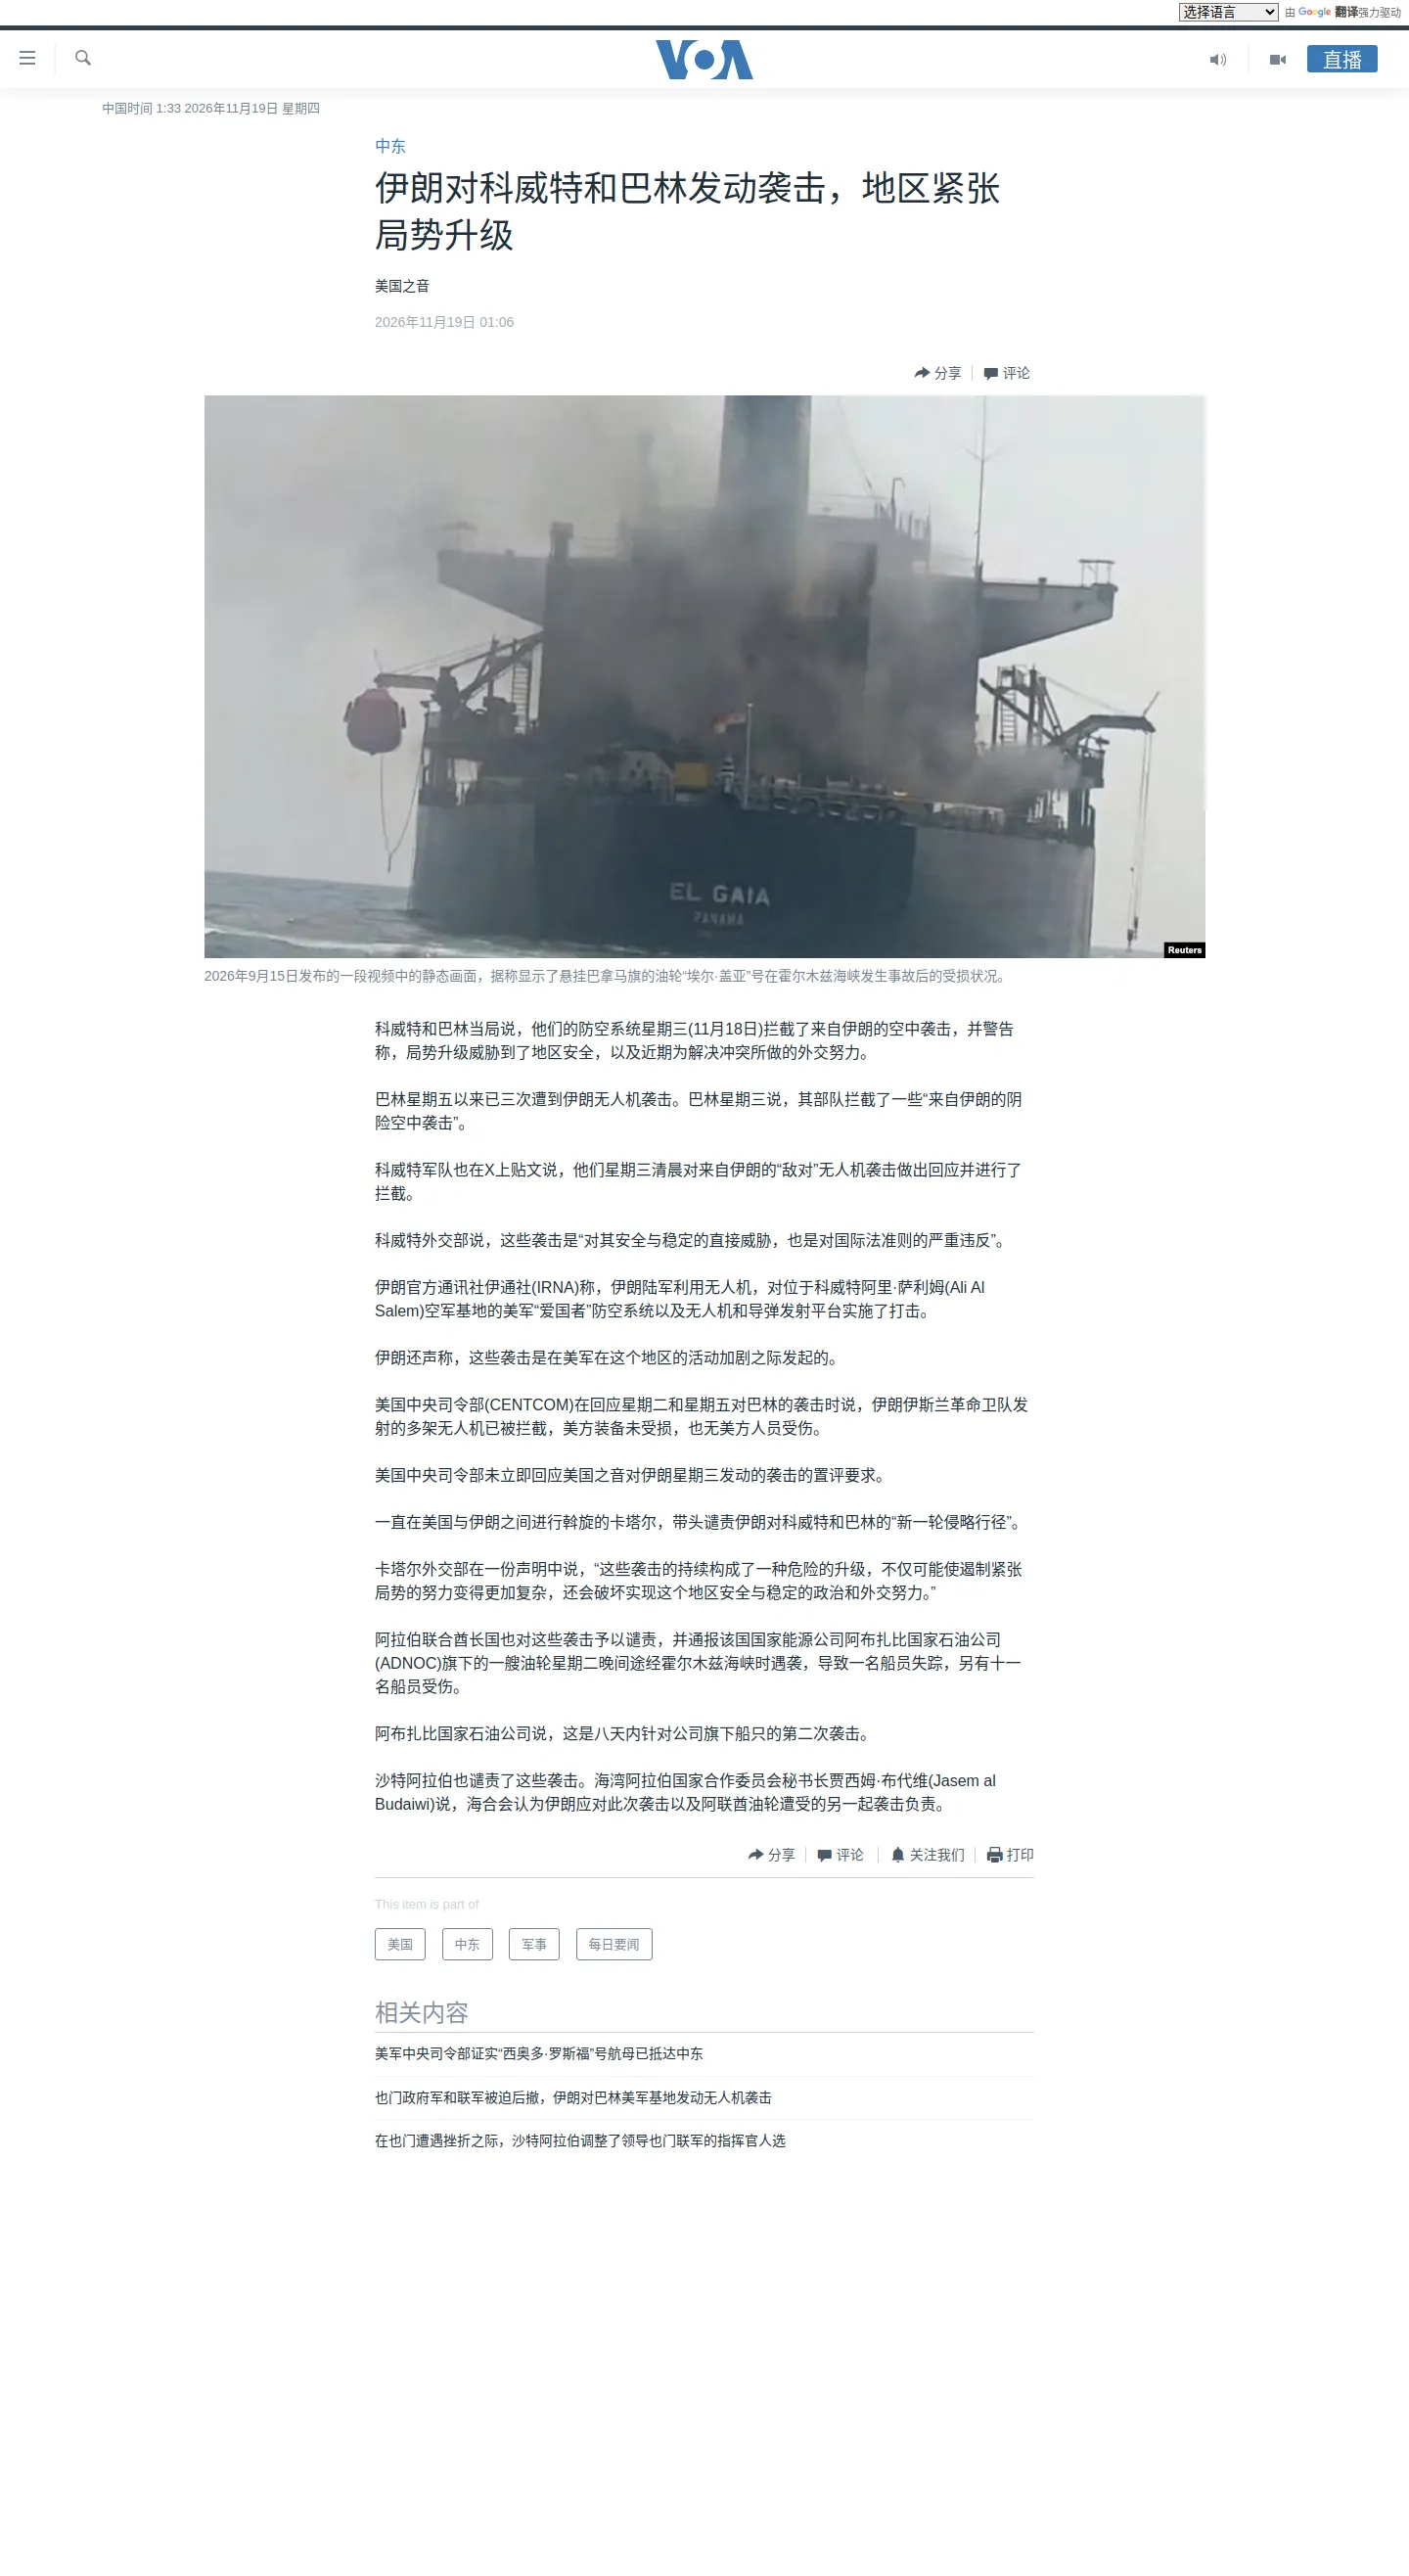 选择语言
由 Google 翻译强力驱动
VOA
直播
中国时间 1:33 2026年11月19日 星期四
中东
伊朗对科威特和巴林发动袭击，地区紧张
局势升级
美国之音
2026年11月19日 01:06
分享
评论
EL GAIA
PANAMA
Reuters
2026年9月15日发布的一段视频中的静态画面，据称显示了悬挂巴拿马旗的油轮“埃尔·盖亚”号在霍尔木兹海峡发生事故后的受损状况。
科威特和巴林当局说，他们的防空系统星期三(11月18日)拦截了来自伊朗的空中袭击，并警告
称，局势升级威胁到了地区安全，以及近期为解决冲突所做的外交努力。
巴林星期五以来已三次遭到伊朗无人机袭击。巴林星期三说，其部队拦截了一些“来自伊朗的阴
险空中袭击”。
科威特军队也在X上贴文说，他们星期三清晨对来自伊朗的“敌对”无人机袭击做出回应并进行了
拦截。
科威特外交部说，这些袭击是“对其安全与稳定的直接威胁，也是对国际法准则的严重违反”。
伊朗官方通讯社伊通社(IRNA)称，伊朗陆军利用无人机，对位于科威特阿里·萨利姆(Ali Al
Salem)空军基地的美军“爱国者”防空系统以及无人机和导弹发射平台实施了打击。
伊朗还声称，这些袭击是在美军在这个地区的活动加剧之际发起的。
美国中央司令部(CENTCOM)在回应星期二和星期五对巴林的袭击时说，伊朗伊斯兰革命卫队发
射的多架无人机已被拦截，美方装备未受损，也无美方人员受伤。
美国中央司令部未立即回应美国之音对伊朗星期三发动的袭击的置评要求。
一直在美国与伊朗之间进行斡旋的卡塔尔，带头谴责伊朗对科威特和巴林的“新一轮侵略行径”。
卡塔尔外交部在一份声明中说，“这些袭击的持续构成了一种危险的升级，不仅可能使遏制紧张
局势的努力变得更加复杂，还会破坏实现这个地区安全与稳定的政治和外交努力。”
阿拉伯联合酋长国也对这些袭击予以谴责，并通报该国国家能源公司阿布扎比国家石油公司
(ADNOC)旗下的一艘油轮星期二晚间途经霍尔木兹海峡时遇袭，导致一名船员失踪，另有十一
名船员受伤。
阿布扎比国家石油公司说，这是八天内针对公司旗下船只的第二次袭击。
沙特阿拉伯也谴责了这些袭击。海湾阿拉伯国家合作委员会秘书长贾西姆·布代维(Jasem al
Budaiwi)说，海合会认为伊朗应对此次袭击以及阿联酋油轮遭受的另一起袭击负责。
分享
评论
关注我们
打印
This item is part of
美国
中东
军事
每日要闻
相关内容
美军中央司令部证实“西奥多·罗斯福”号航母已抵达中东
也门政府军和联军被迫后撤，伊朗对巴林美军基地发动无人机袭击
在也门遭遇挫折之际，沙特阿拉伯调整了领导也门联军的指挥官人选